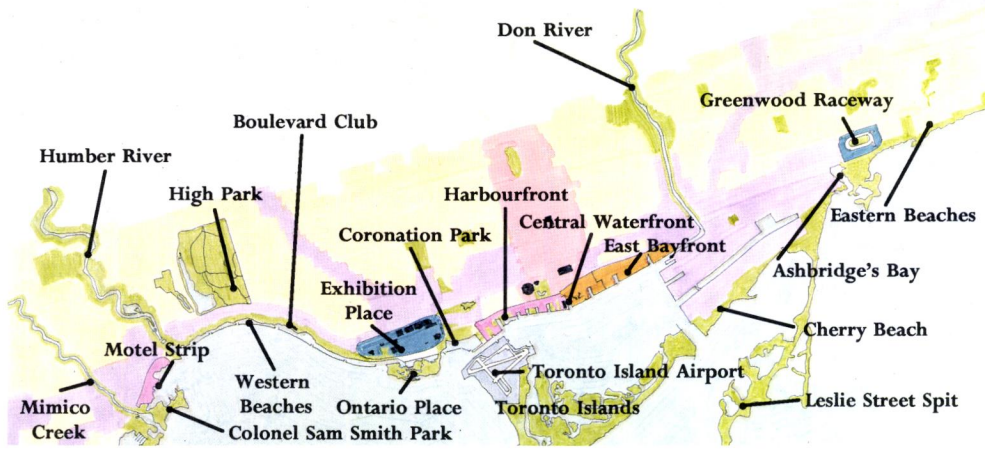 Don River
Greenwood Raceway
Boulevard Club
Humber River
High Park
Harbourfront
Central Waterfront
Eastern Beaches
Coronation Park
East Bayfront
Ashbridge's Bay
Exhibition
Place
Cherry Beach
Motel Strip
Toronto Island Airport
Western
Beaches
Mimico
Creek
Ontario Place
Toronto Islands
Leslie Street Spit
Colonel Sam Smith Park